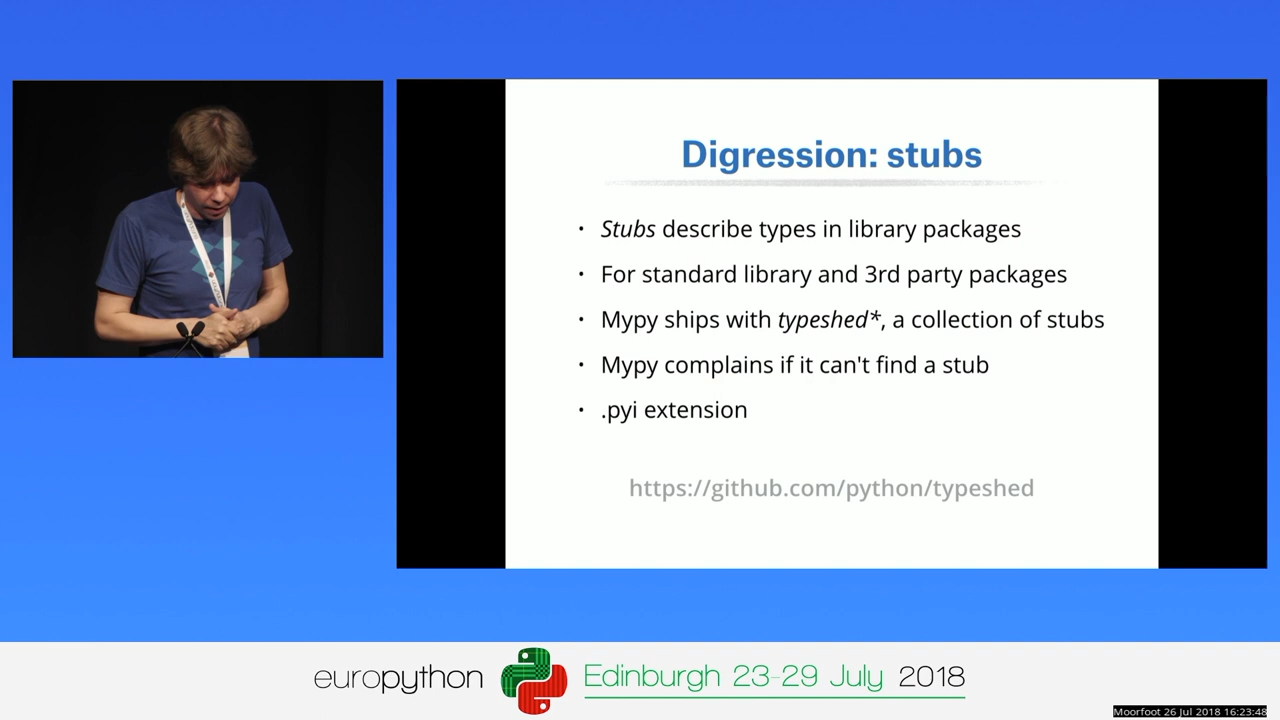 Digression: stubs
• Stubs describe types in library packages
• For standard library and 3rd party packages
• Mypy ships with typeshed*, a collection of stubs
• Mypy complains if it can't find a stub
• .pyi extension
https://github.com/python/typeshed
europython Edinburgh 23-29 July 2018
Moorfoot 26 Jul 2018 16:23:48